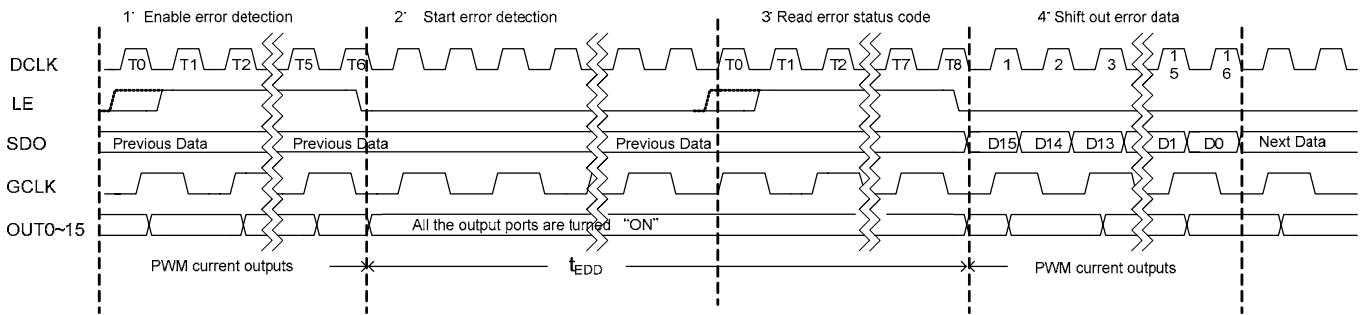 1- Enable error detection 2- Start error detection 3- Read error status code 4- Shift out error data
DCLK T0 T1 T2 T5 T6 T0 T1 T2 T7 T8 1 2 3 15 16
LE
SDO Previous Data Previous Data Previous Data D15 D14 D13 D1 D0 Next Data
GCLK
OUT0~15 All the output ports are turned "ON"
PWM current outputs tEDD PWM current outputs